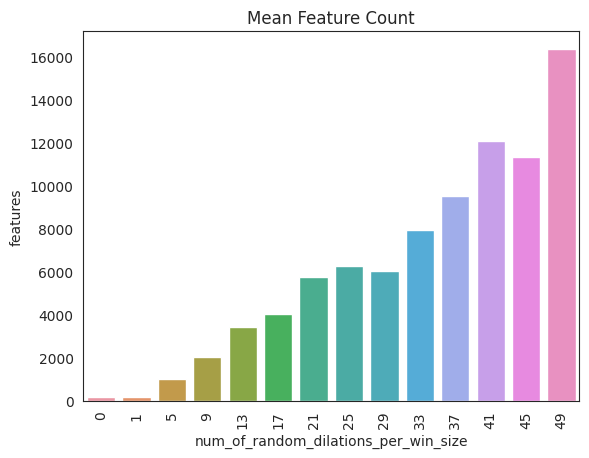 Mean Feature Count
features
16000
14000
12000
10000
8000
6000
4000
2000
0
0 1 5 9 13 17 21 25 29 33 37 41 45 49
num_of_random_dilations_per_win_size